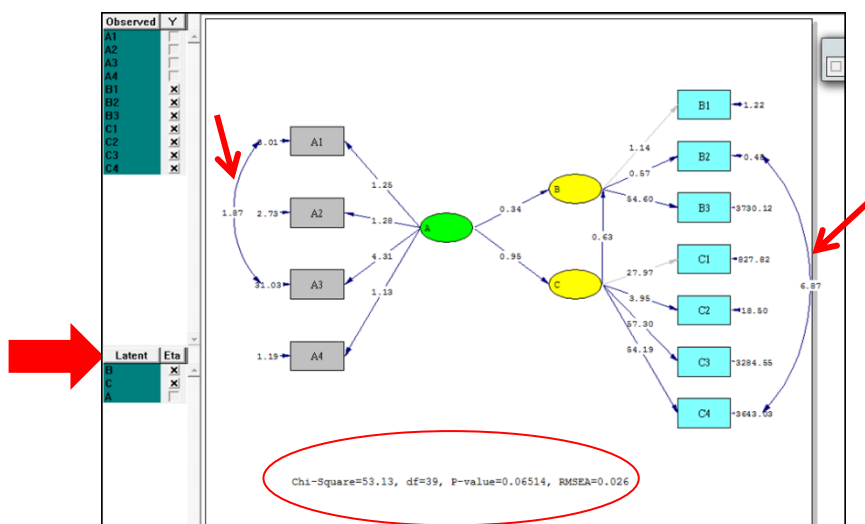 Observed Y
A1
A2
A3
A4
B1
B2
B3
C1
C2
C3
C4
Latent Eta
B
C
A
A1
1.87
2.73 A2
31.03 A3
1.19 A4
1.25
1.28
4.31
1.13
A
0.34
0.95
B
0.63
C
1.14
0.57
54.60
27.97
3.95
57.30
54.19
B1 1.22
B2
B3 3730.12
C1 827.82
C2 18.50
C3 3284.55
C4 3643.03
6.87
Chi-Square=53.13, df=39, P-value=0.06514, RMSEA=0.026